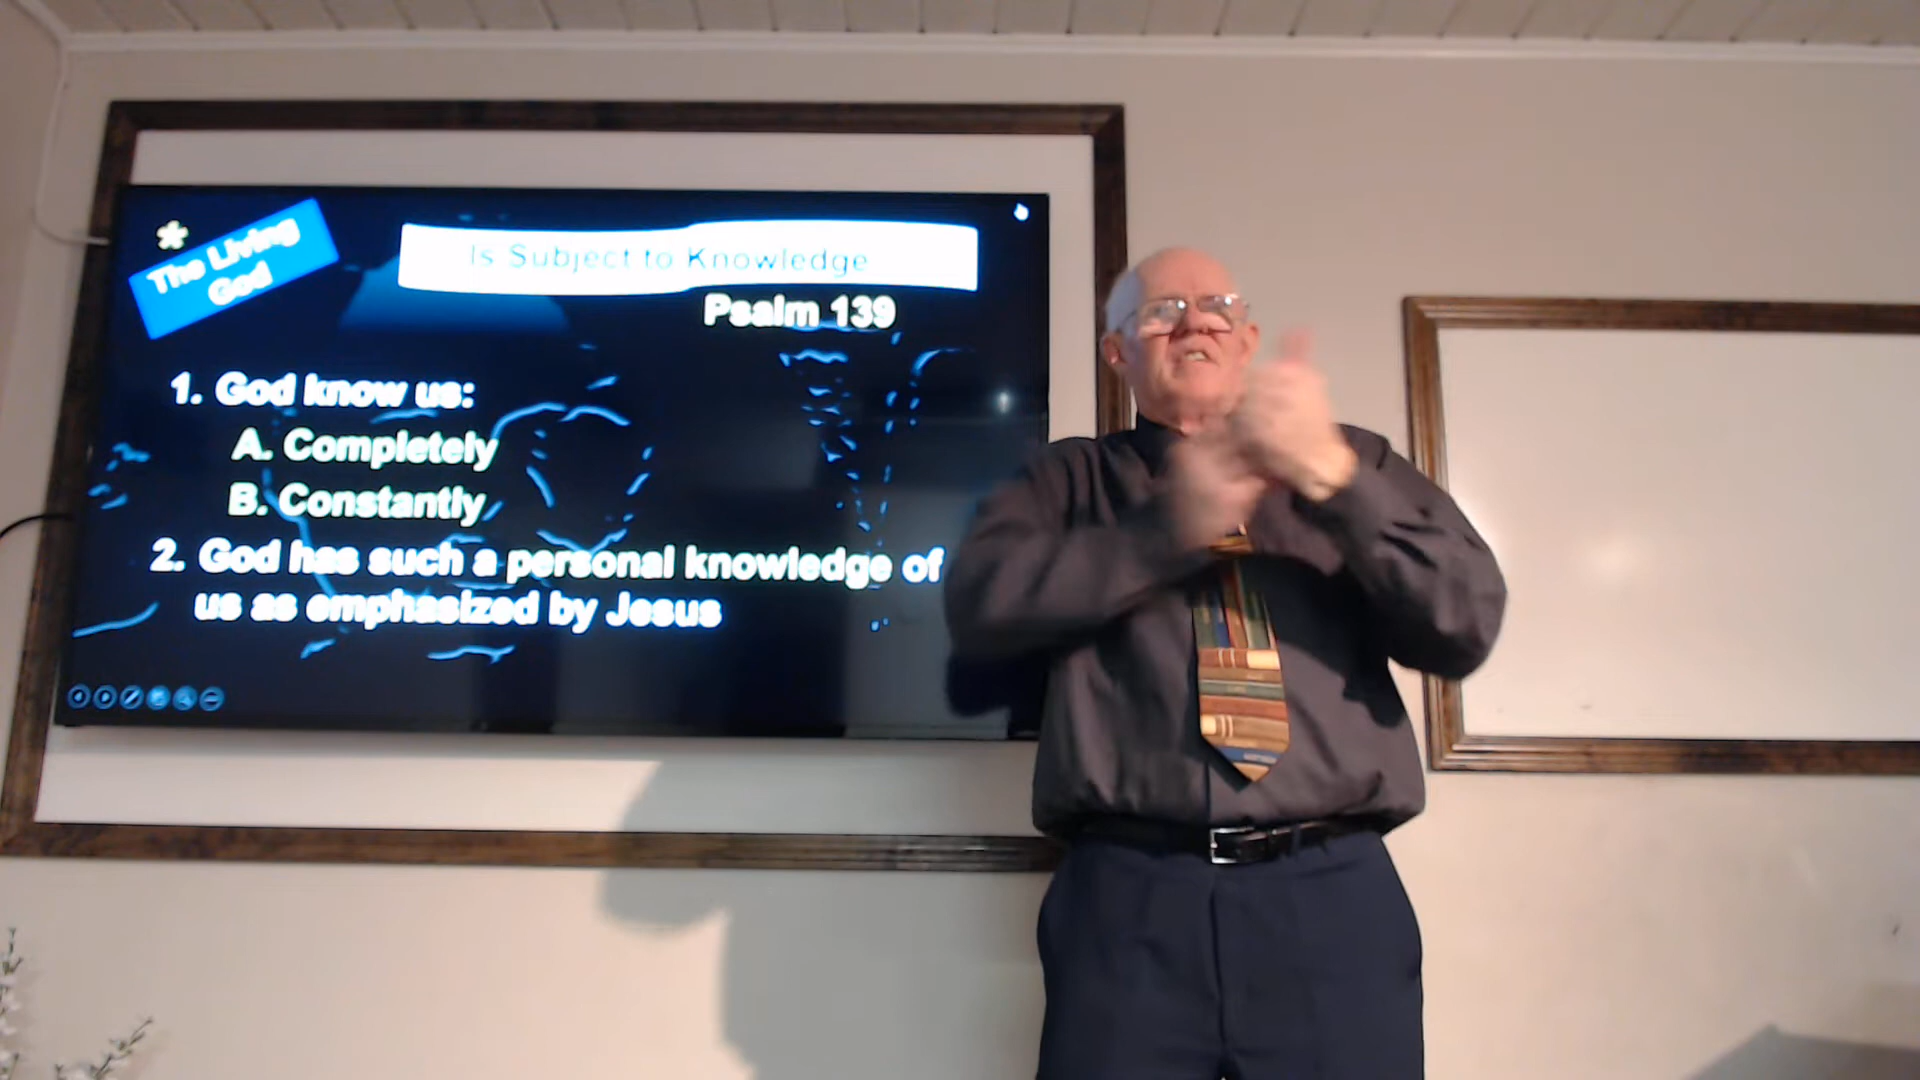 *
The Living
God
Is Subject to Knowledge
Psalm 139
1. God know us:
A. Completely
B. Constantly
2. God has such a personal knowledge of
us as emphasized by Jesus